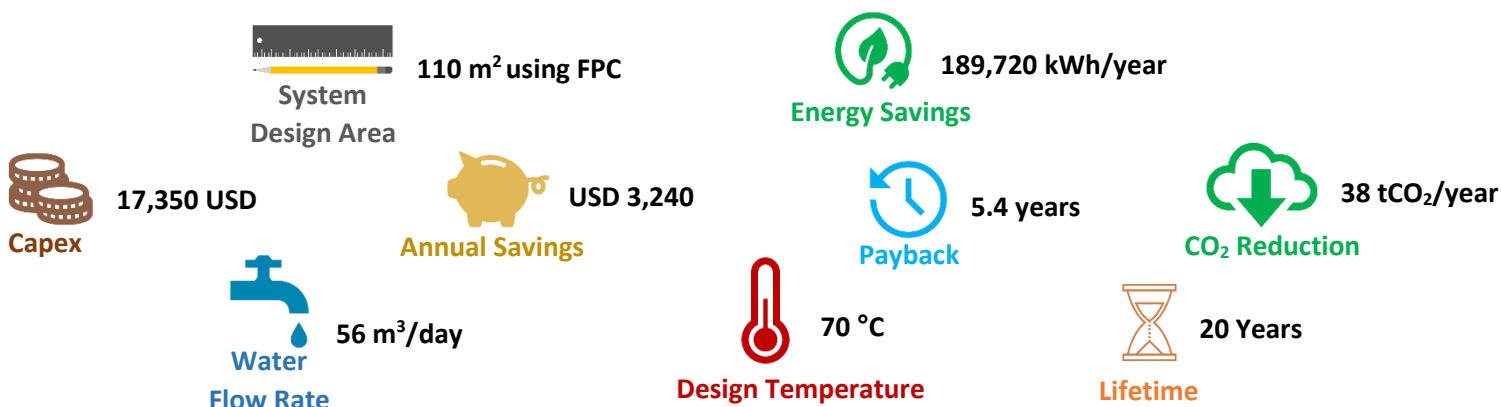 110 m² using FPC
System
Design Area
189,720 kWh/year
Energy Savings
17,350 USD
Capex
USD 3,240
Annual Savings
5.4 years
Payback
38 tCO₂/year
CO₂ Reduction
56 m³/day
Water
Flow Rate
70 °C
Design Temperature
20 Years
Lifetime